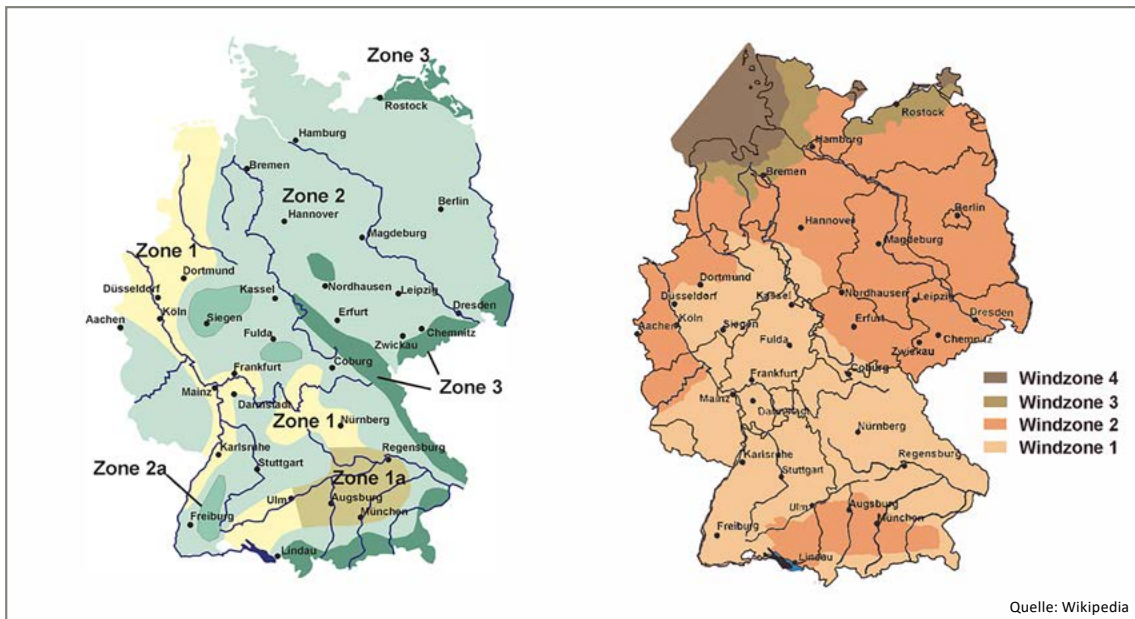 Zone 3
Rostock
Hamburg
Bremen
Zone 2
Berlin
Hannover
Magdeburg
Zone 1
Dortmund
Düsseldorf
Kassel
Nordhausen
Leipzig
Dresden
Köln
Aachen
Siegen
Erfurt
Chemnitz
Fulda
Zwickau
Zone 3
Frankfurt
Coburg
Mainz
Darmstadt
Zone 1
Nürnberg
Karlsruhe
Regensburg
Zone 2a
Stuttgart
Zone 1a
Ulm
Augsburg
Freiburg
München
Lindau
Rostock
Hamborg
Bremen
Berlin
Hannover
Magdeburg
Dortmund
Düsseldorf
Kassel
Nordhausen
Leipzig
Köln
Dresden
Aachen
Siegen
Erfurt
Chemnitz
Fulda
Zwickau
Frankfurt
Coburg
Mainz
Darmstadt
Nürnberg
Karlsruhe
Regensburg
Stuttgart
Ulm
Augsburg
Freiburg
München
Lindau
Windzone 4
Windzone 3
Windzone 2
Windzone 1
Quelle: Wikipedia